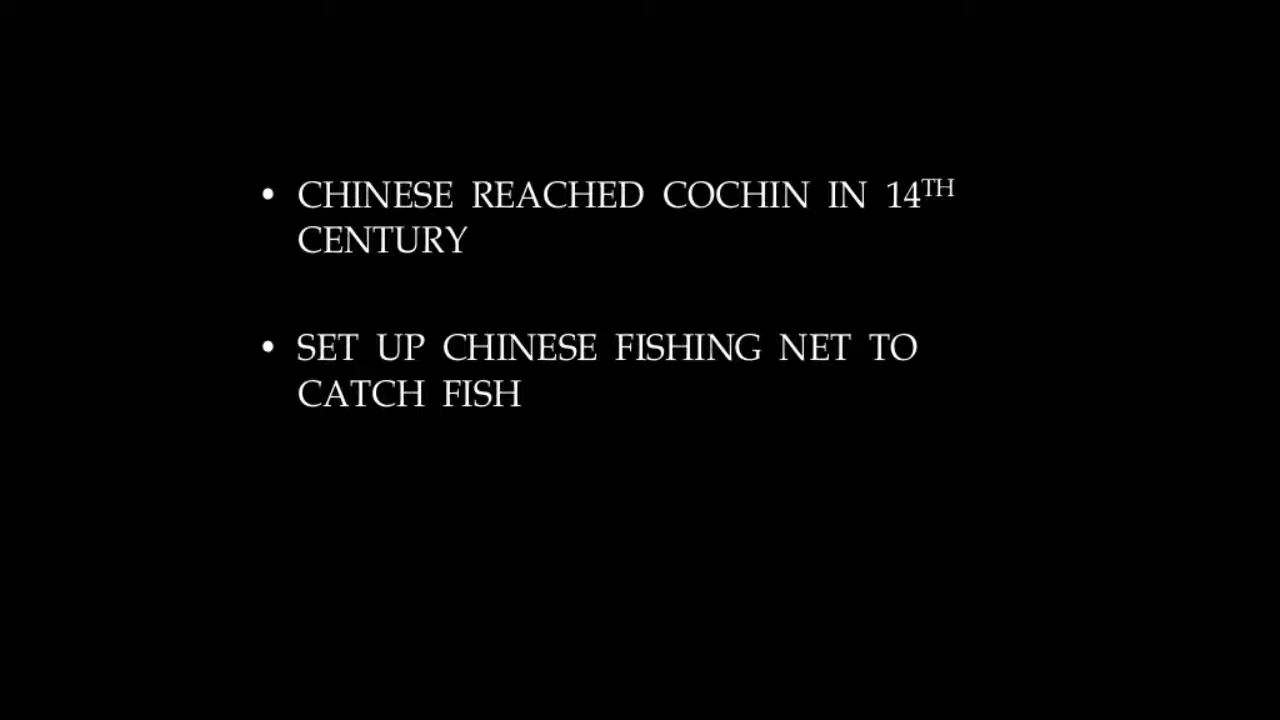 • CHINESE REACHED COCHIN IN 14TH
CENTURY
• SET UP CHINESE FISHING NET TO
CATCH FISH